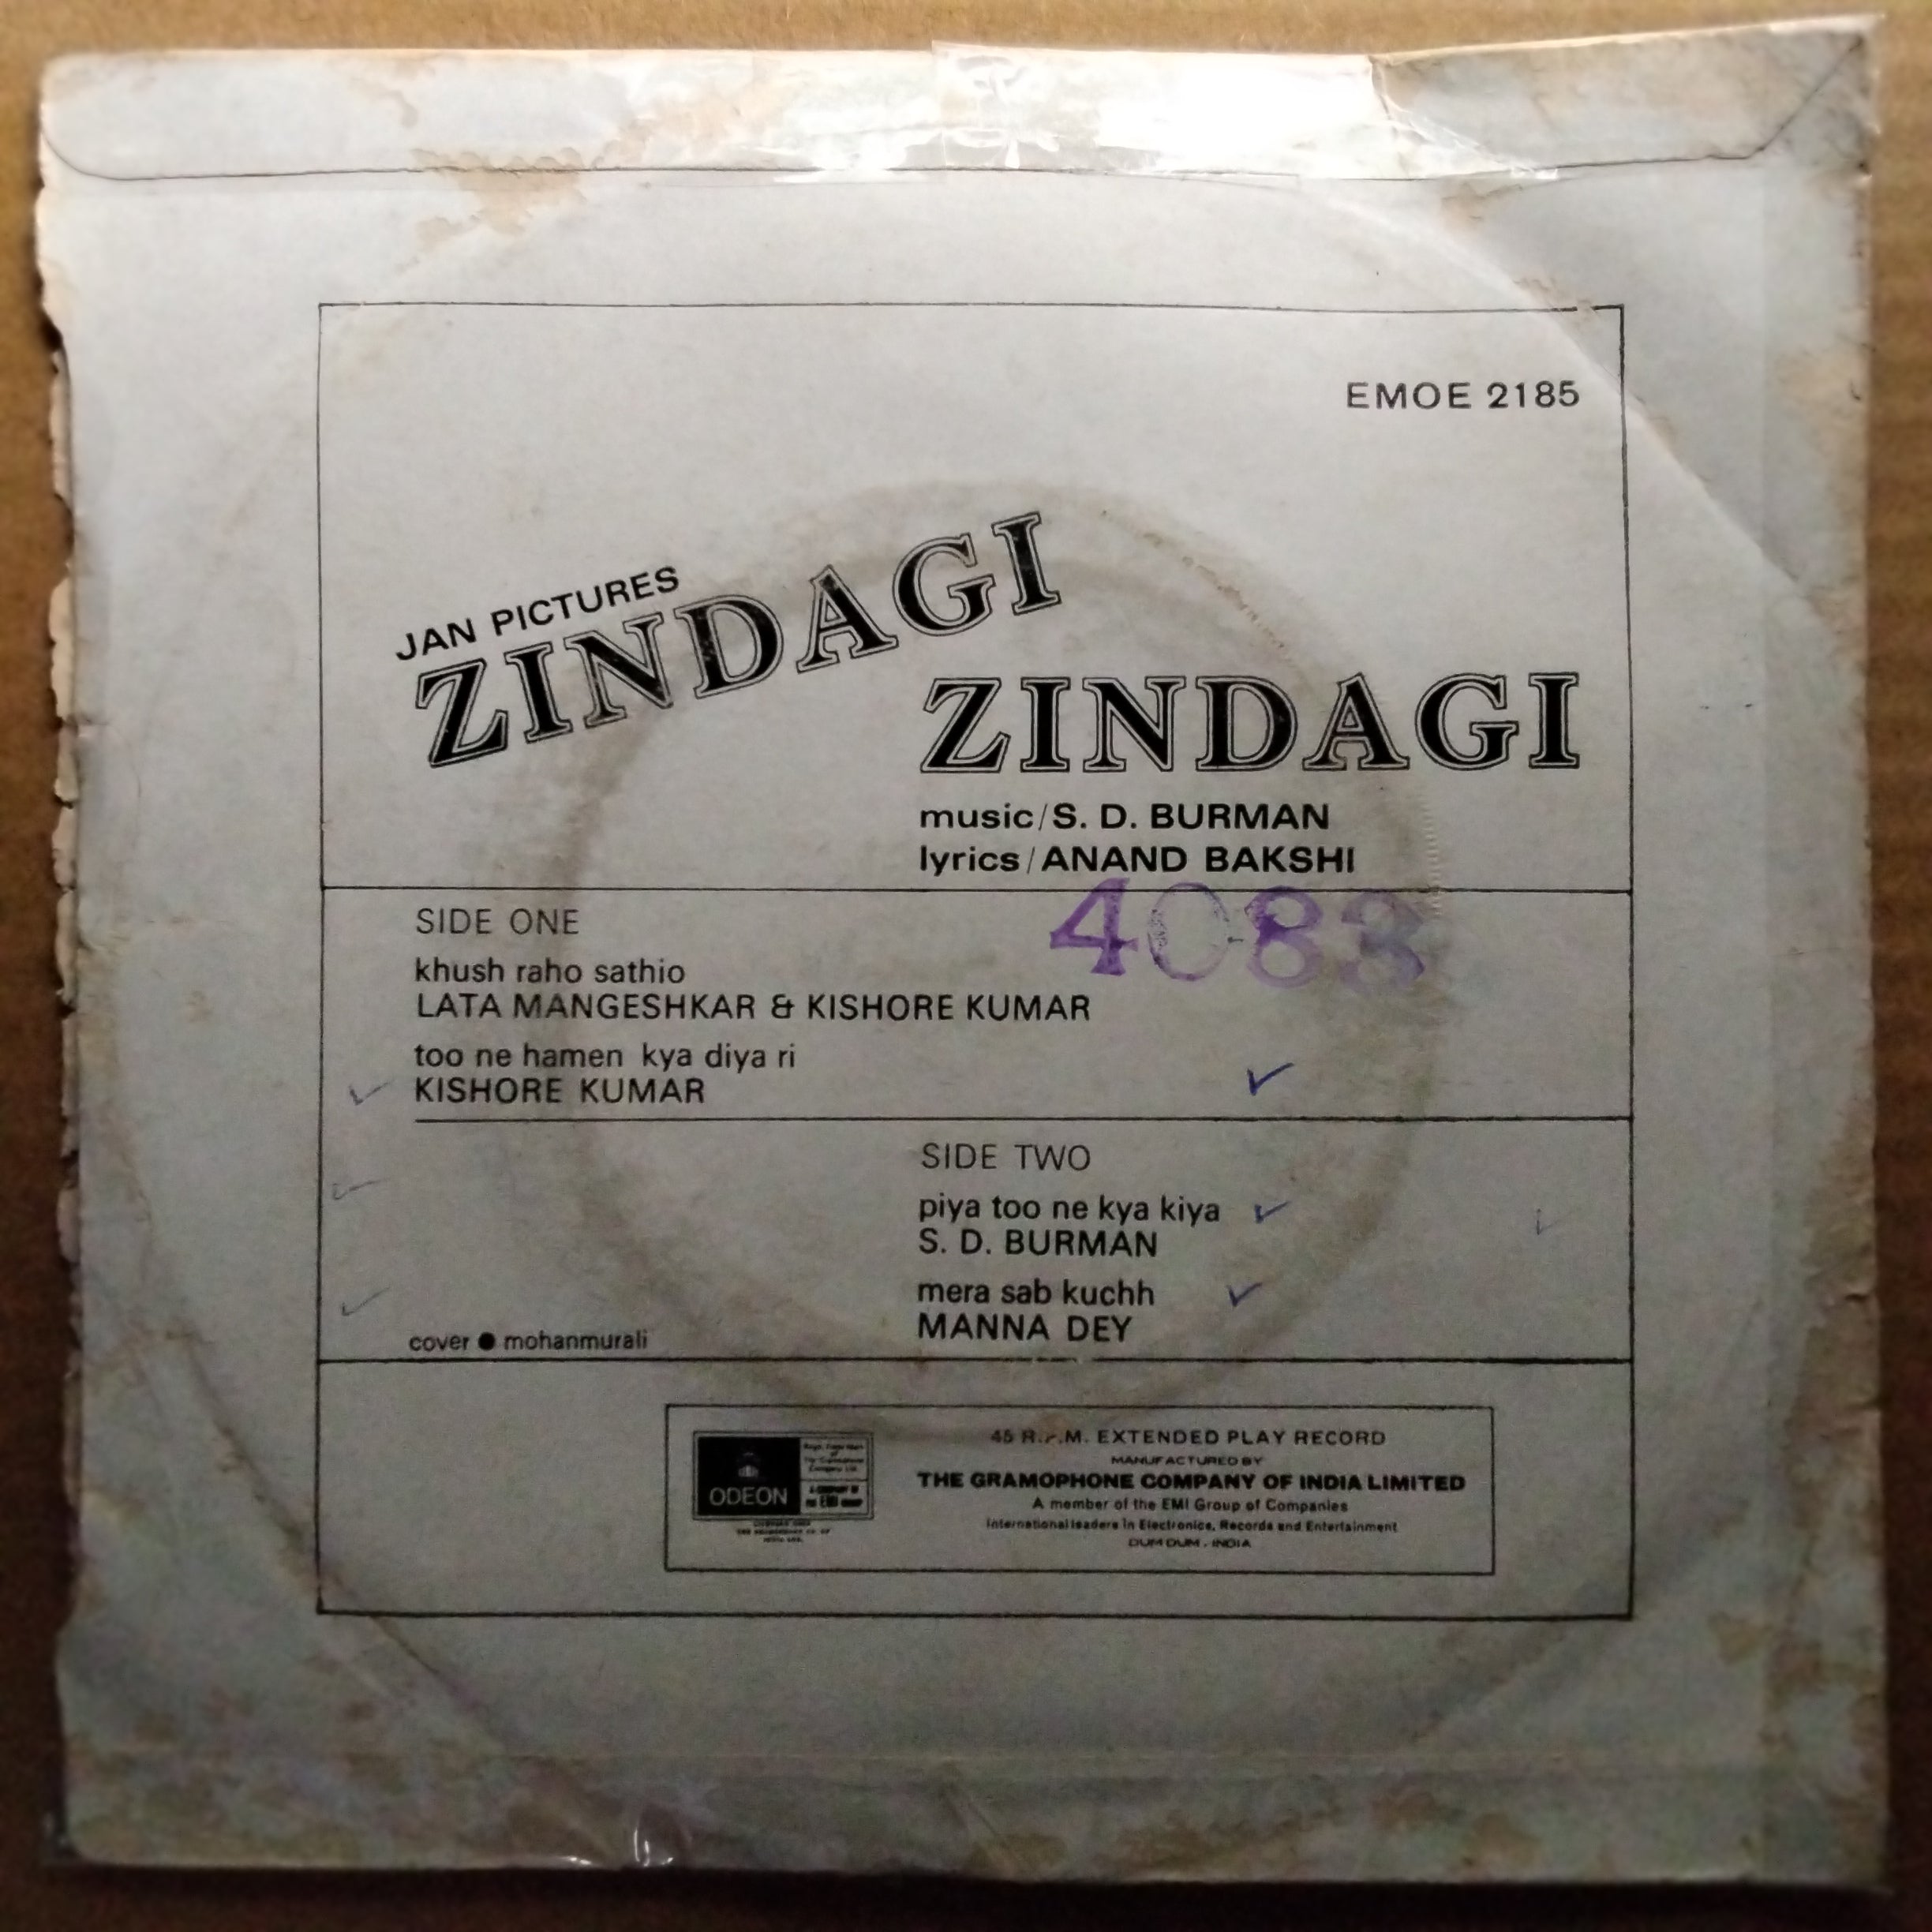 EMOE 2185
JAN PICTURES
ZINDAGI
ZINDAGI
music/S. D. BURMAN
lyrics/ANAND BAKSHI
4083
SIDE ONE
khush raho sathio
LATA MANGESHKAR & KISHORE KUMAR
too ne hamen kya diya ri
KISHORE KUMAR
SIDE TWO
piya too ne kya kiya
S. D. BURMAN
mera sab kuchh
MANNA DEY
cover ● mohanmurali
ODEON
45 R.P.M. EXTENDED PLAY RECORD
MANUFACTURED BY
THE GRAMOPHONE COMPANY OF INDIA LIMITED
A member of the EMI Group of Companies
International leaders in Electronics, Records and Entertainment
DUM DUM . INDIA